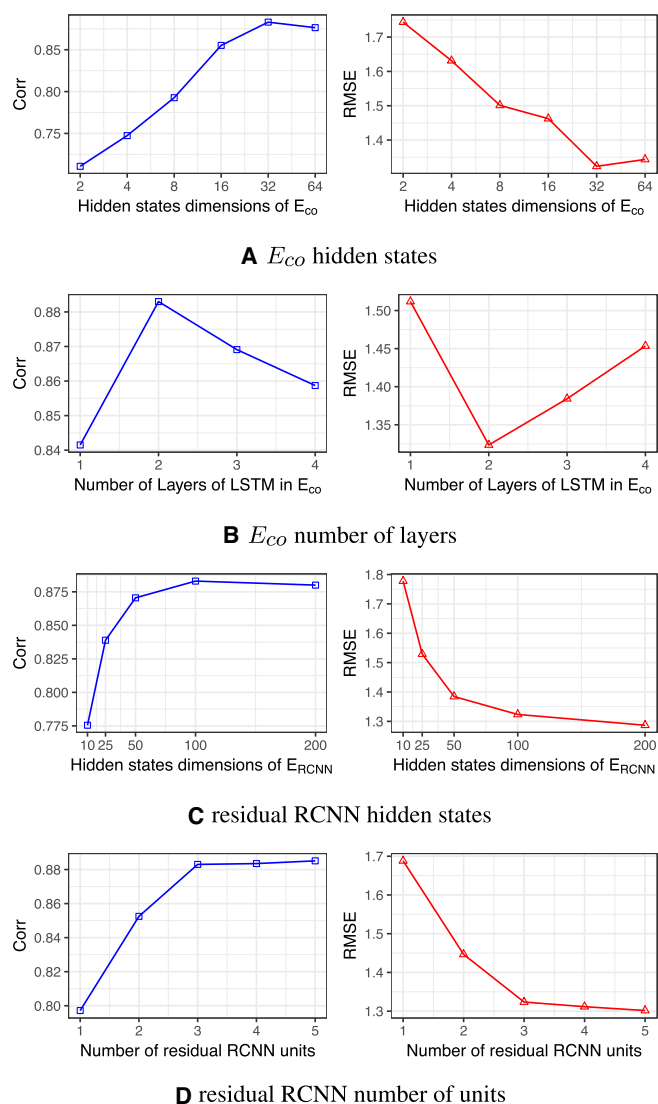 Corr
0.85
0.80
0.75
2 4 8 16 32 64
Hidden states dimensions of E_co
RMSE
1.7
1.6
1.5
1.4
2 4 8 16 32 64
Hidden states dimensions of E_co
A E_co hidden states
Corr
0.88
0.87
0.86
0.85
0.84
1 2 3 4
Number of Layers of LSTM in E_co
RMSE
1.50
1.45
1.40
1.35
1 2 3 4
Number of Layers of LSTM in E_co
B E_co number of layers
Corr
0.875
0.850
0.825
0.800
0.775
10 25 50 100 200
Hidden states dimensions of E_RCNN
RMSE
1.8
1.7
1.6
1.5
1.4
1.3
10 25 50 100 200
Hidden states dimensions of E_RCNN
C residual RCNN hidden states
Corr
0.88
0.86
0.84
0.82
0.80
1 2 3 4 5
Number of residual RCNN units
RMSE
1.7
1.6
1.5
1.4
1.3
1 2 3 4 5
Number of residual RCNN units
D residual RCNN number of units